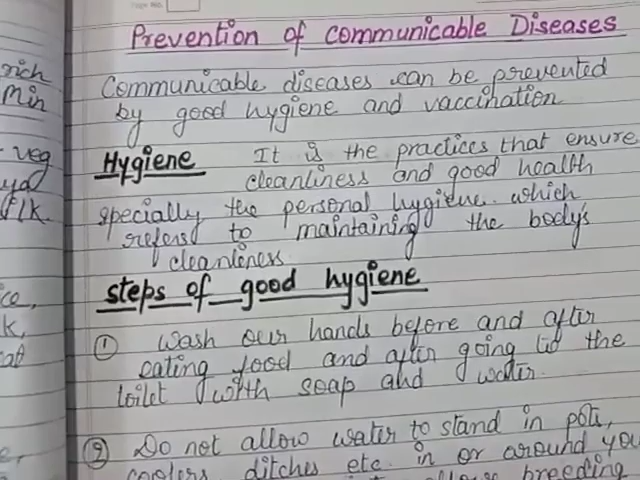 Page No.
Prevention of Communicable Diseases
Communicable diseases can be prevented
by good hygiene and vaccination
Hygiene It is the practices that ensure
cleanliness and good health
specially the personal hygiene which
refers to maintaining the body's
cleanleness
steps of good hygiene
① Wash our hands before and after
eating food and after going to the
toilet with soap and water.
② Do not allow water to stand in pots,
coolers, ditches etc. in or around you
breeding
rich
Min
veg